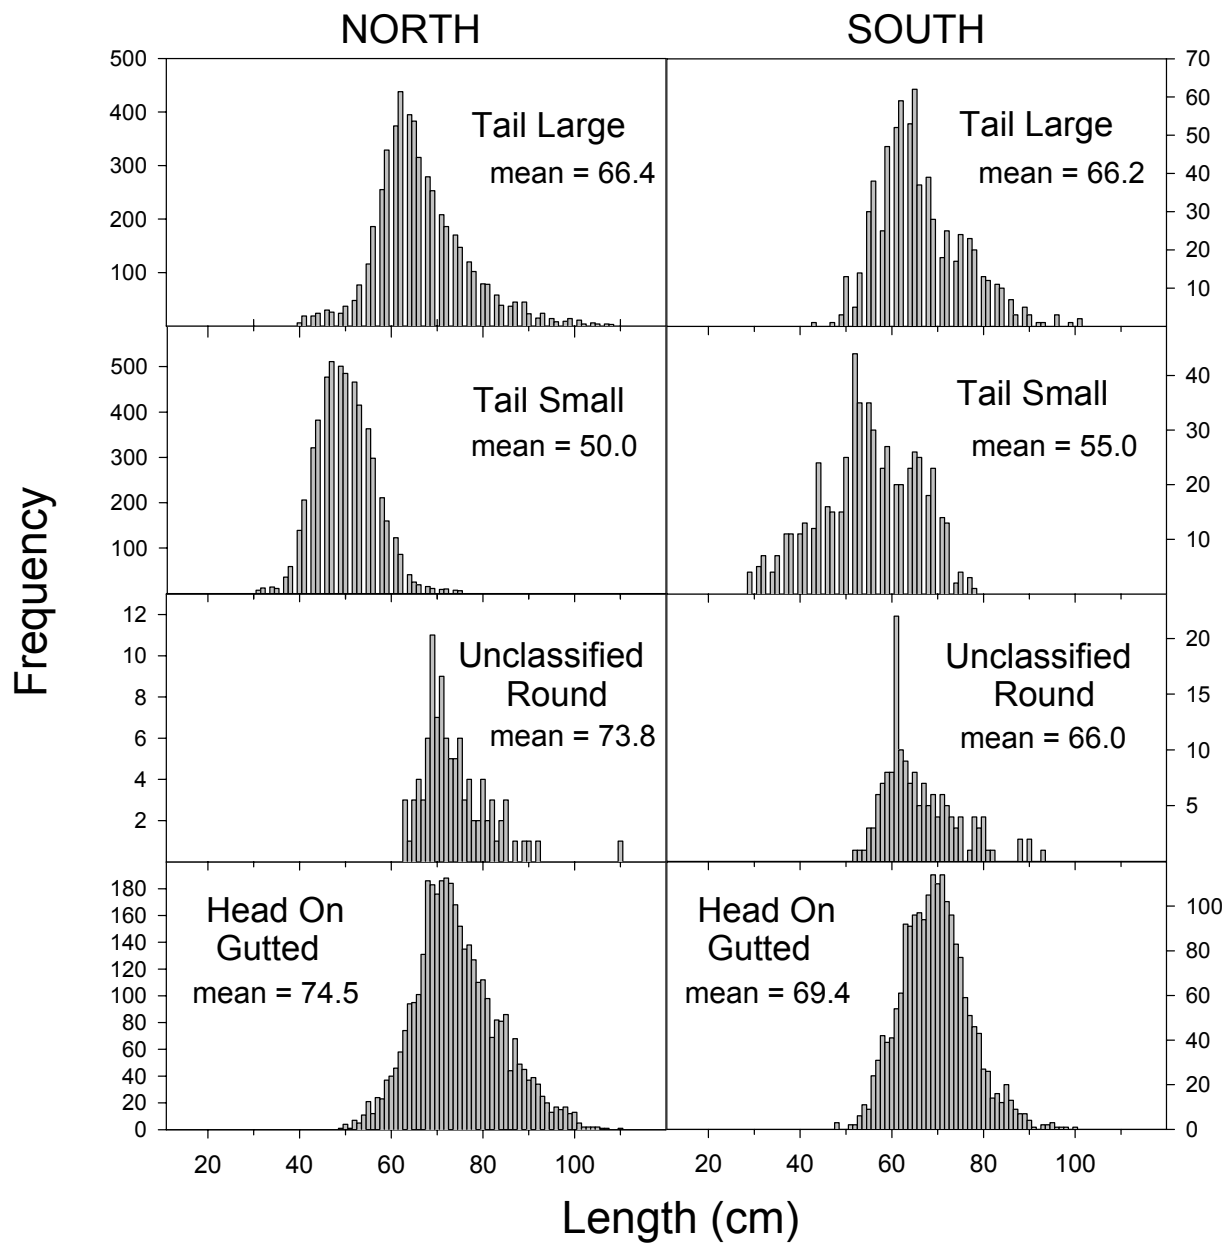 NORTH
SOUTH
500
400
300
200
100
Tail Large
mean = 66.4
Tail Large
mean = 66.2
70
60
50
40
30
20
10
500
400
300
200
100
Tail Small
mean = 50.0
Tail Small
mean = 55.0
40
30
20
10
12
10
8
6
4
2
Unclassified
Round
mean = 73.8
Unclassified
Round
mean = 66.0
20
15
10
5
180
160
140
120
100
80
60
40
20
0
Head On
Gutted
mean = 74.5
Head On
Gutted
mean = 69.4
100
80
60
40
20
0
20 40 60 80 100
20 40 60 80 100
Frequency
Length (cm)